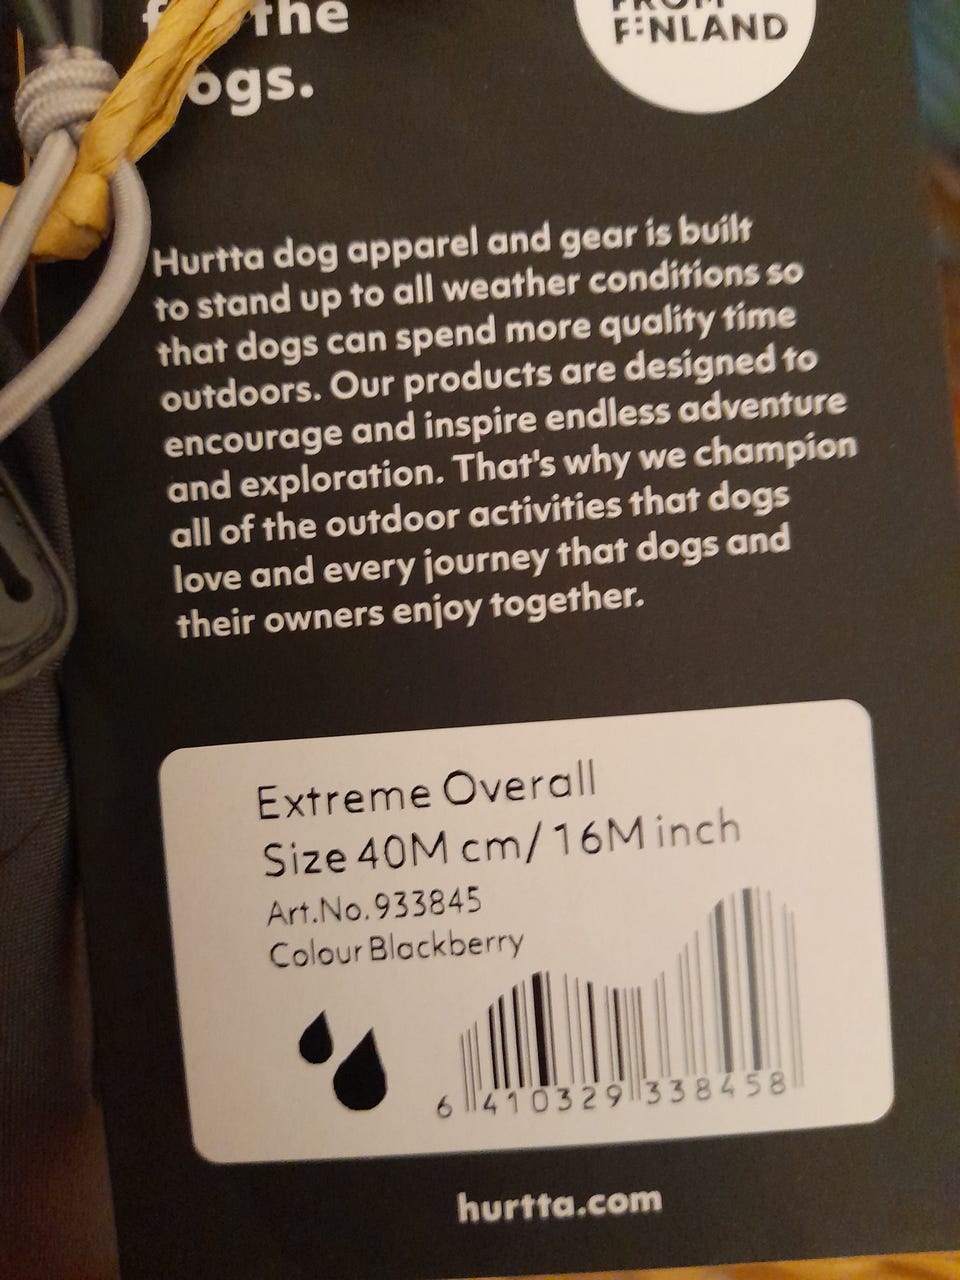 the
ogs.
FROM
FINLAND
Hurtta dog apparel and gear is built
to stand up to all weather conditions so
that dogs can spend more quality time
outdoors. Our products are designed to
encourage and inspire endless adventure
and exploration. That's why we champion
all of the outdoor activities that dogs
love and every journey that dogs and
their owners enjoy together.
Extreme Overall
Size 40M cm/ 16M inch
Art.No. 933845
Colour Blackberry
6 410329 338458
hurtta.com